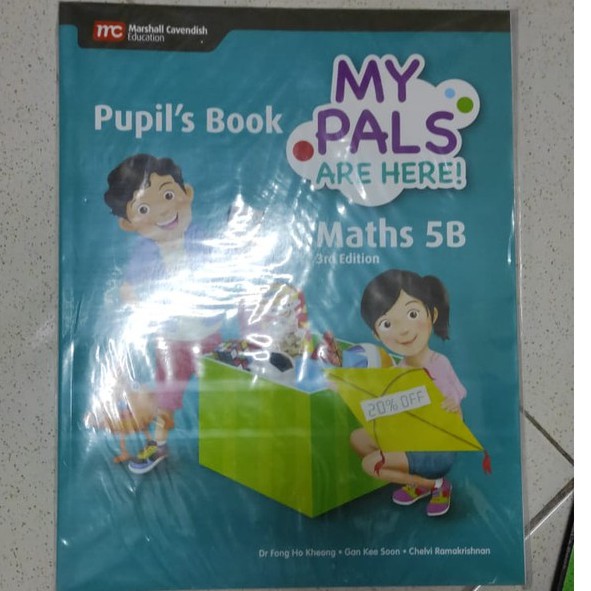 mc Marshall Cavendish
Education
Pupil's Book
MY
PALS
ARE HERE!
Maths 5B
3rd Edition
20% OFF
Dr Fong Ho Kheong • Gan Kee Soon • Chelvi Ramakrishnan